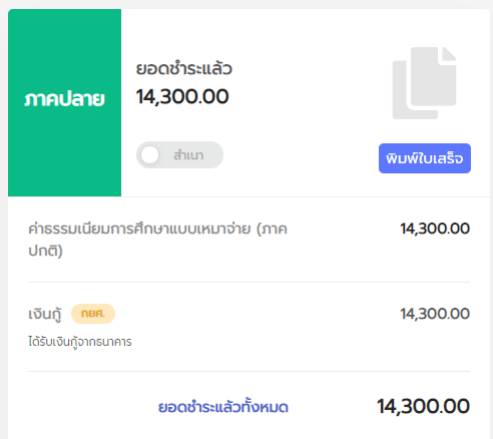 ภาคปลาย
ยอดชำระแล้ว
14,300.00
สำเนา
พิมพ์ใบเสร็จ
ค่าธรรมเนียมการศึกษาแบบเหมาจ่าย (ภาค
ปกติ)
14,300.00
เงินกู้ กยศ.
14,300.00
ได้รับเงินกู้จากธนาคาร
ยอดชำระแล้วทั้งหมด 14,300.00